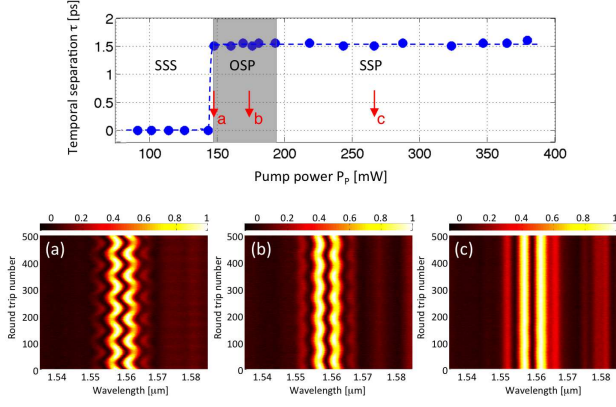 Temporal separation τ [ps]
2
1.5
1
0.5
0
SSS
OSP
SSP
a
b
c
100
150
200
250
300
350
400
Pump power P_P [mW]
0 0.2 0.4 0.6 0.8 1
0 0.2 0.4 0.6 0.8 1
0 0.2 0.4 0.6 0.8 1
(a)
(b)
(c)
Round trip number
500
400
300
200
100
0
1.54 1.55 1.56 1.57 1.58
Wavelength [μm]
Round trip number
500
400
300
200
100
0
1.54 1.55 1.56 1.57 1.58
Wavelength [μm]
Round trip number
500
400
300
200
100
0
1.54 1.55 1.56 1.57 1.58
Wavelength [μm]